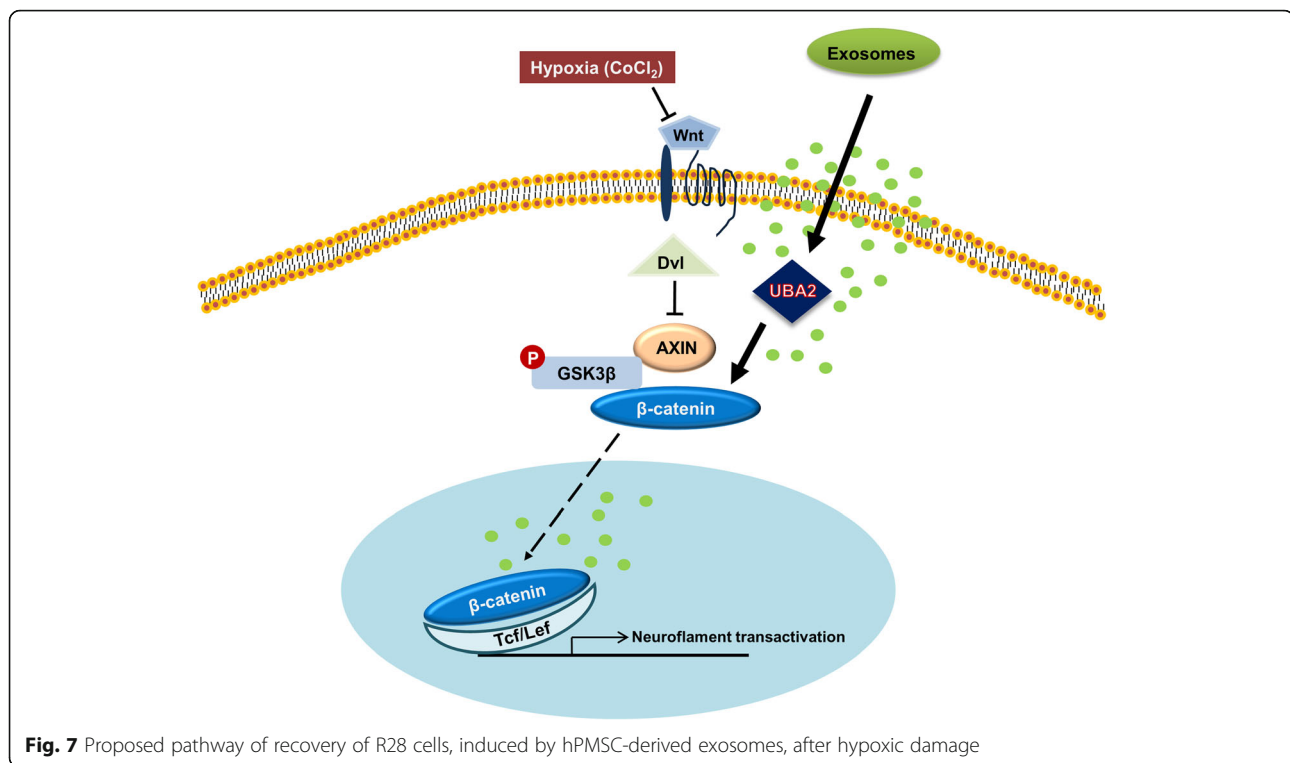 Exosomes
Hypoxia (CoCl₂)
Wnt
Dvl
UBA2
AXIN
P
GSK3β
β-catenin
β-catenin
Tcf/Lef
Neuroflament transactivation
Fig. 7 Proposed pathway of recovery of R28 cells, induced by hPMSC-derived exosomes, after hypoxic damage